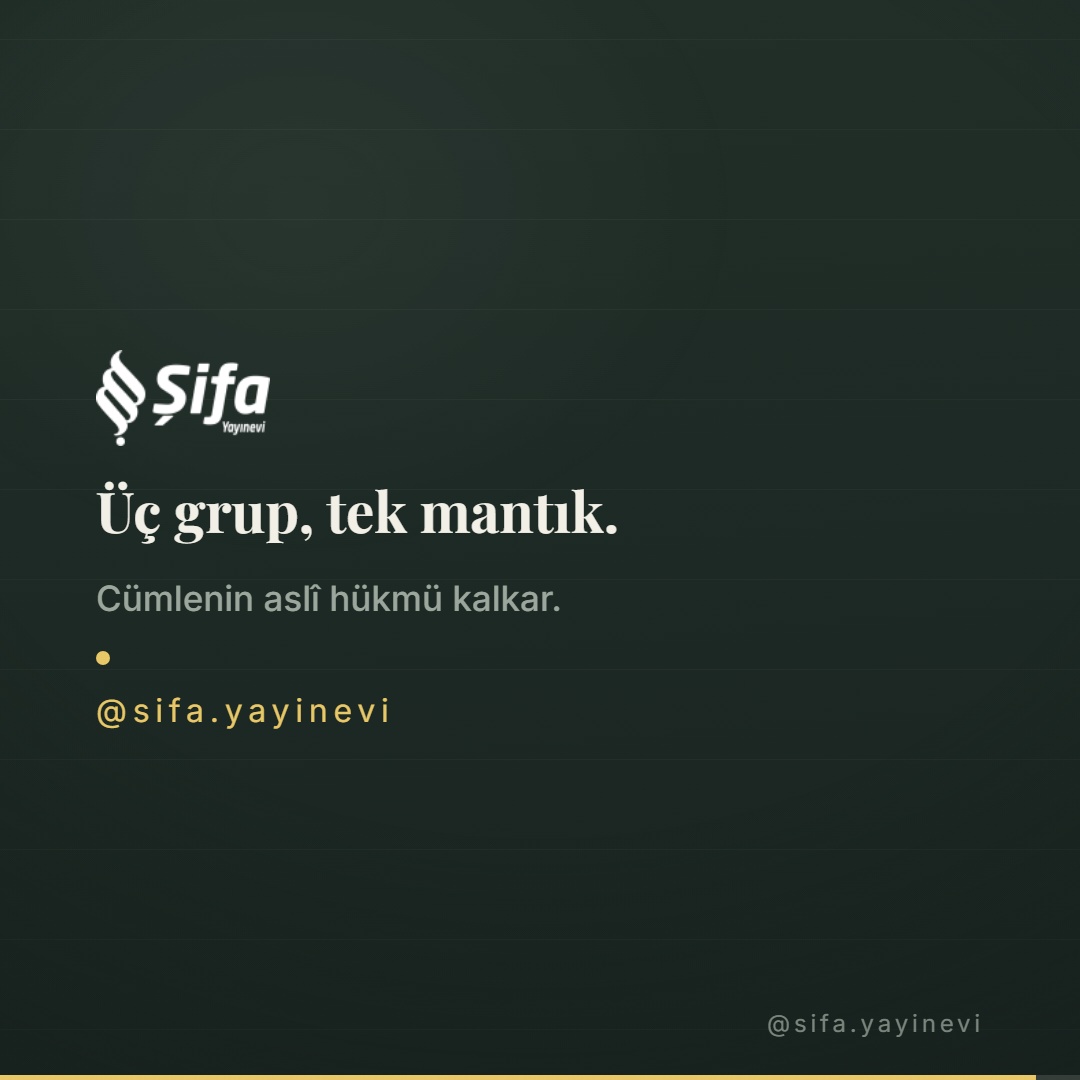 Şifa
Yayınevi
Üç grup, tek mantık.
Cümlenin aslî hükmü kalkar.
@sifa.yayinevi
@sifa.yayinevi